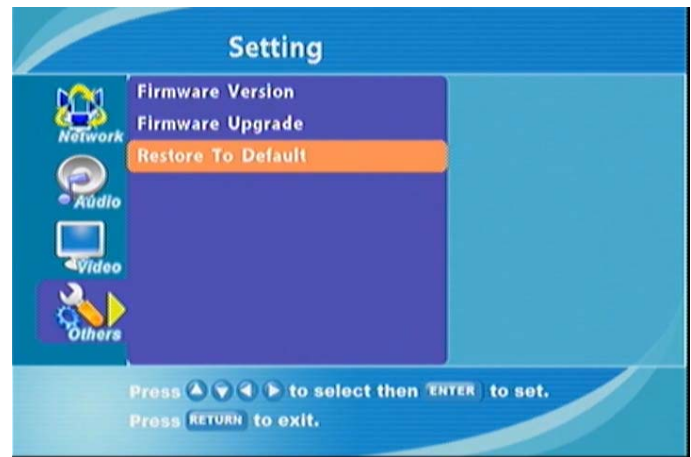 Setting
Firmware Version
Firmware Upgrade
Restore To Default
Network
Audio
Video
Others
Press to select then ENTER to set.
Press RETURN to exit.